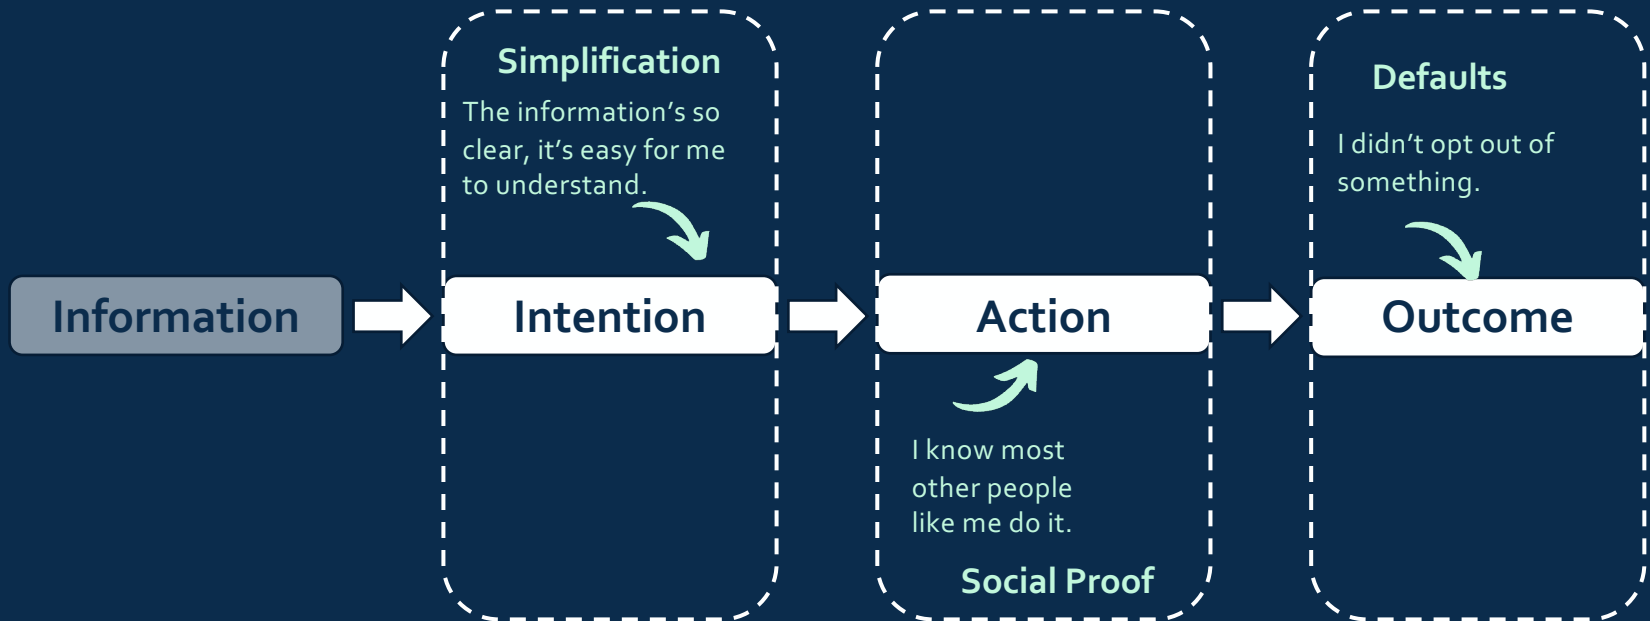 Simplification
The information’s so
clear, it’s easy for me
to understand.
Defaults
I didn’t opt out of
something.
Information
Intention
Action
Outcome
I know most
other people
like me do it.
Social Proof